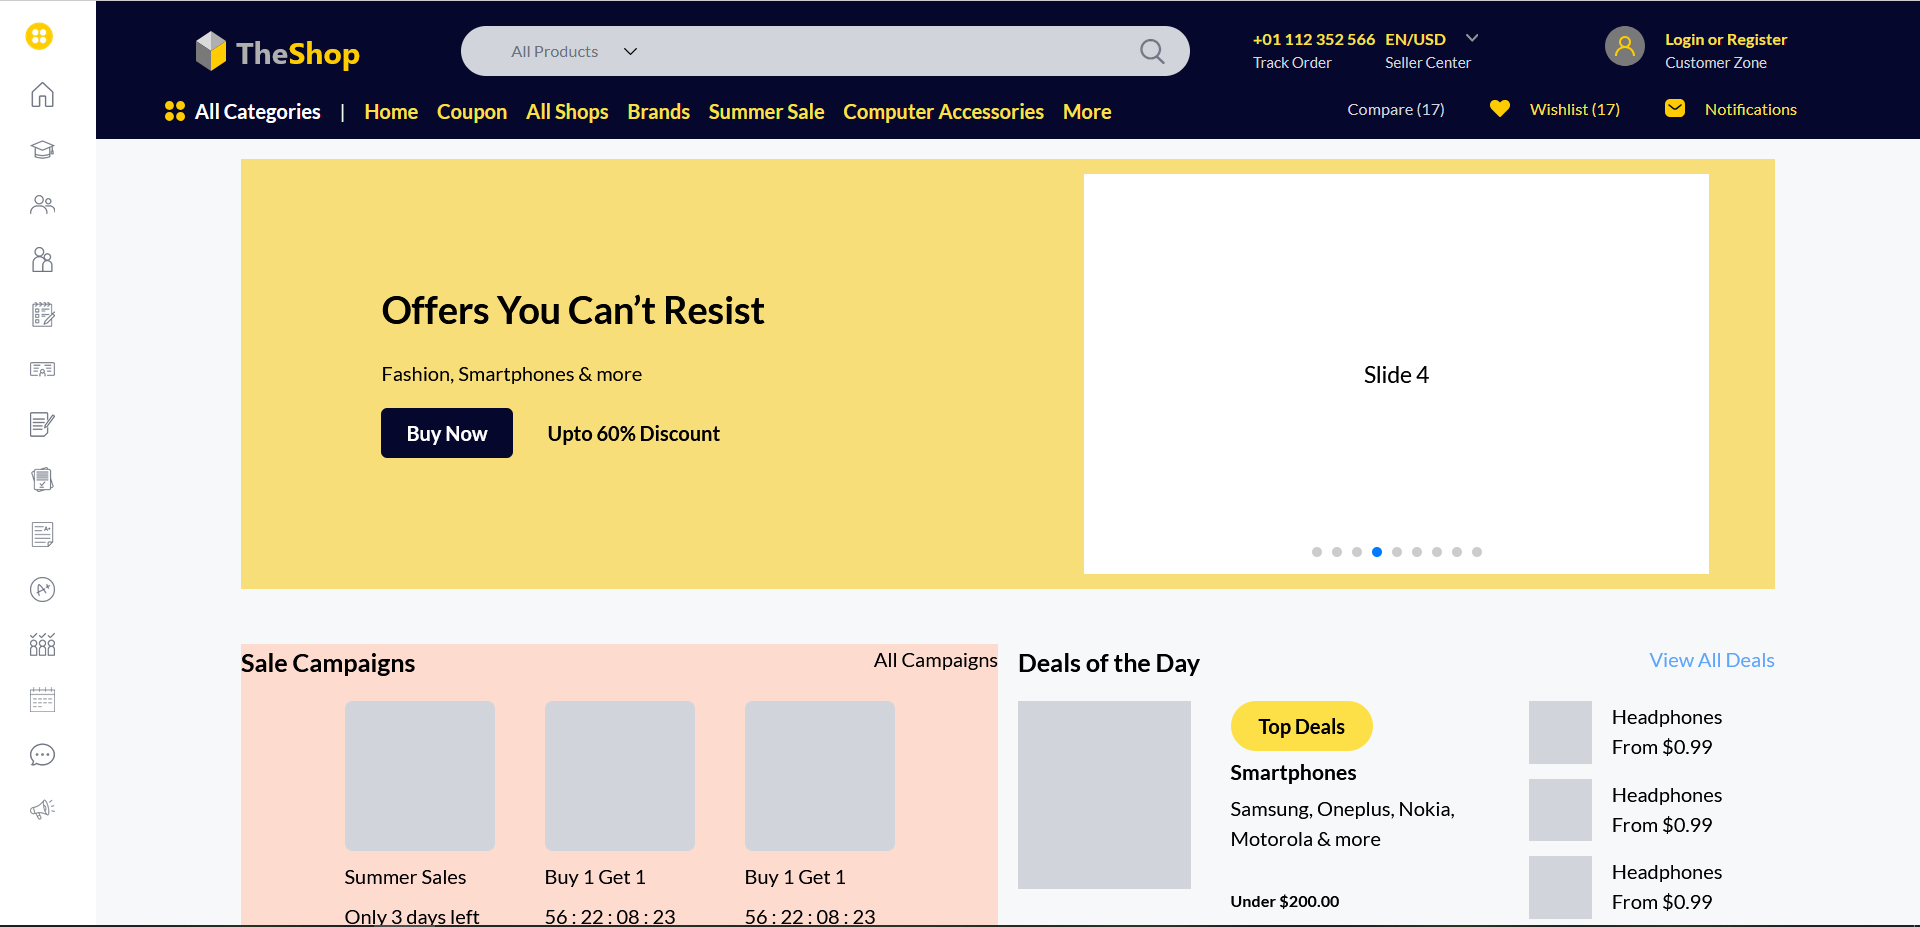 TheShop
All Products
+01 112 352 566 EN/USD
Track Order Seller Center
Login or Register
Customer Zone
All Categories | Home Coupon All Shops Brands Summer Sale Computer Accessories More
Compare (17) Wishlist (17) Notifications
Offers You Can’t Resist
Fashion, Smartphones & more
Buy Now Upto 60% Discount
Slide 4
Sale Campaigns All Campaigns
Summer Sales
Only 3 days left
Buy 1 Get 1
56 : 22 : 08 : 23
Buy 1 Get 1
56 : 22 : 08 : 23
Deals of the Day View All Deals
Top Deals
Smartphones
Samsung, Oneplus, Nokia,
Motorola & more
Under $200.00
Headphones
From $0.99
Headphones
From $0.99
Headphones
From $0.99